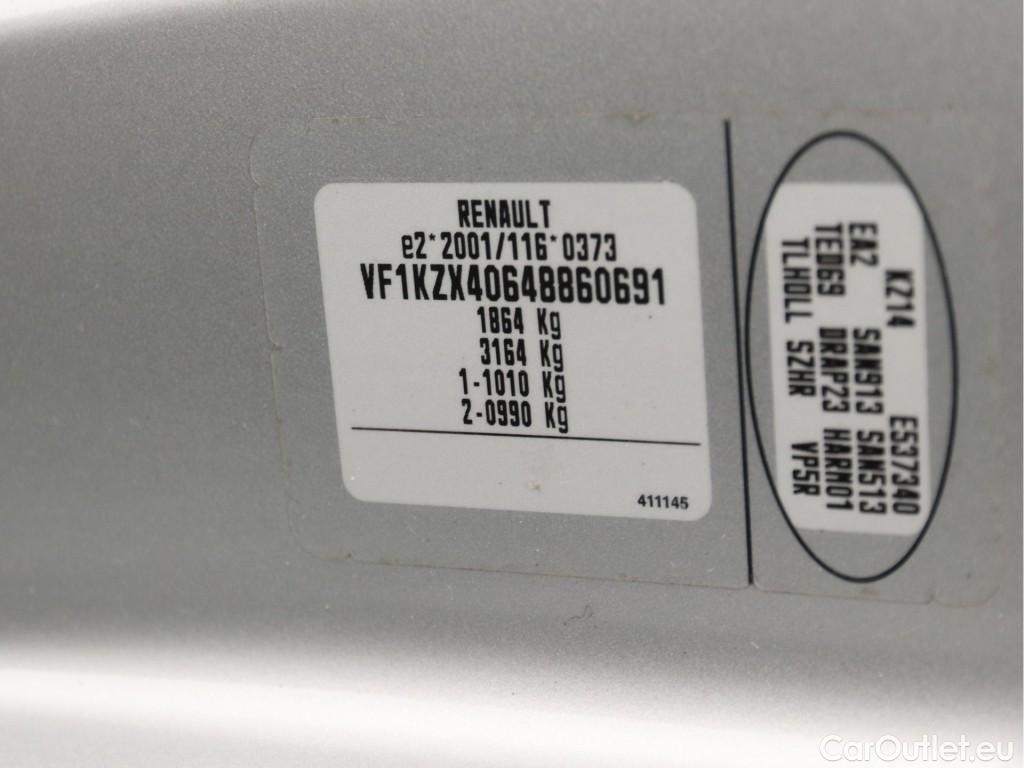 RENAULT
e2*2001/116*0373
VF1KZX40648860691
1864 Kg
3164 Kg
1-1010 Kg
2-0990 Kg
411145
KZ14 E537340
EA2 SAN913 SAN513
TED69 DRAP23 HARM01
TLHOLL SZHR VP5R
CarOutlet.eu